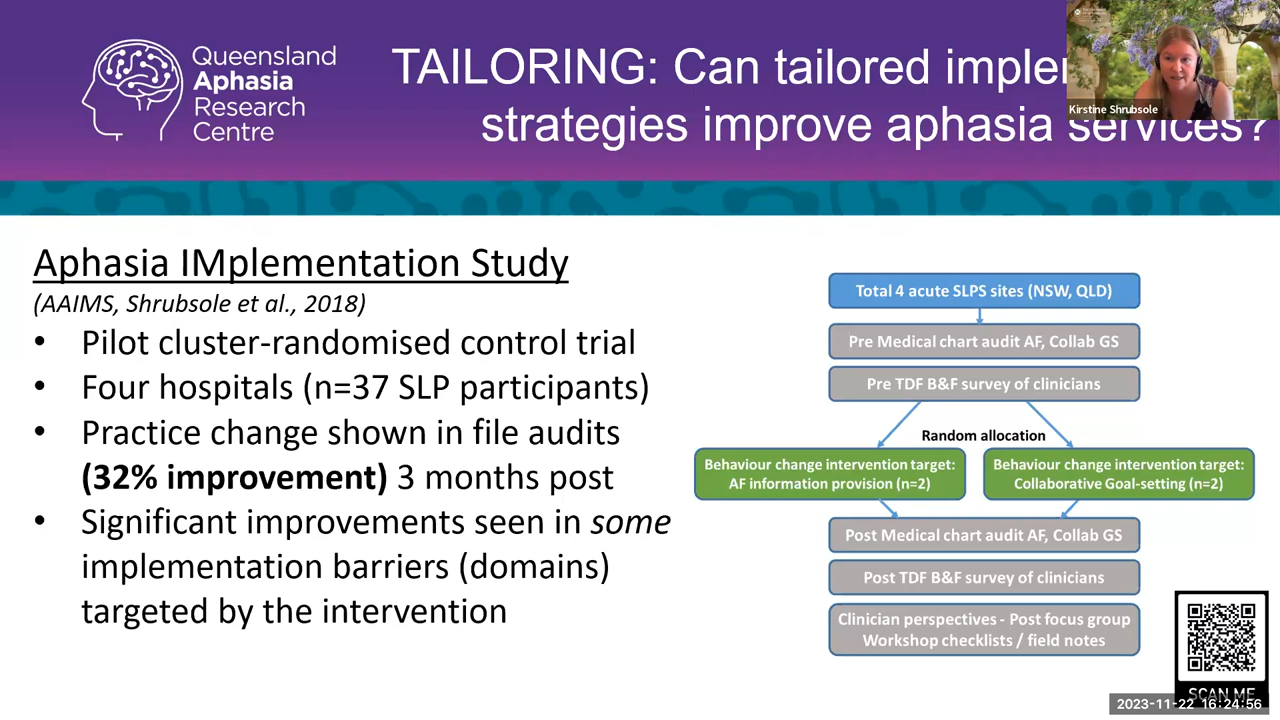 Queensland
Aphasia
Research
Centre
TAILORING: Can tailored
strategies improve aphasia services?
Kirstine Shrubsole
Aphasia IMplementation Study
(AAIMS, Shrubsole et al., 2018)
• Pilot cluster-randomised control trial
• Four hospitals (n=37 SLP participants)
• Practice change shown in file audits
(32% improvement) 3 months post
• Significant improvements seen in some
implementation barriers (domains)
targeted by the intervention
Total 4 acute SLPS sites (NSW, QLD)
Pre Medical chart audit AF, Collab GS
Pre TDF B&F survey of clinicians
Random allocation
Behaviour change intervention target:
AF information provision (n=2)
Behaviour change intervention target:
Collaborative Goal-setting (n=2)
Post Medical chart audit AF, Collab GS
Post TDF B&F survey of clinicians
Clinician perspectives - Post focus group
Workshop checklists / field notes
SCAN ME
2023-11-22 16:24:56